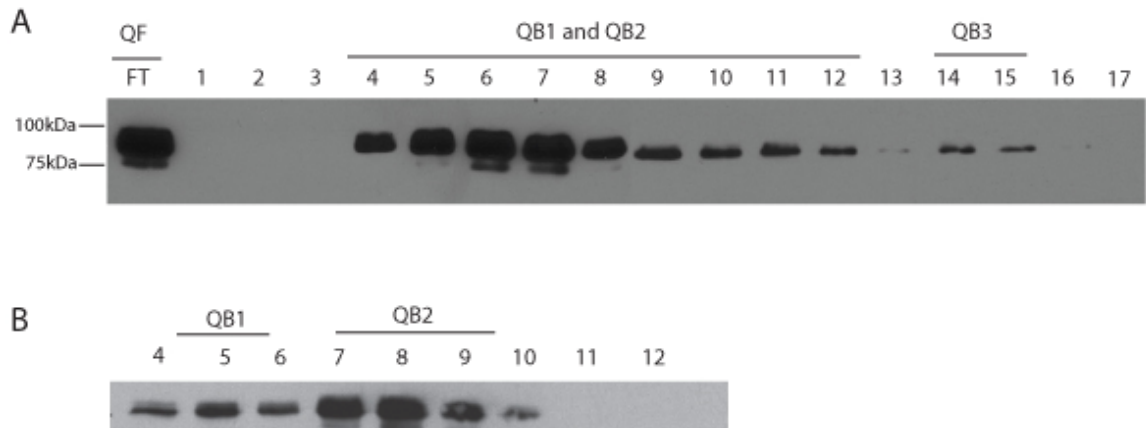 A
QF QB1 and QB2 QB3
FT 1 2 3 4 5 6 7 8 9 10 11 12 13 14 15 16 17
100kDa
75kDa
B
QB1 QB2
4 5 6 7 8 9 10 11 12